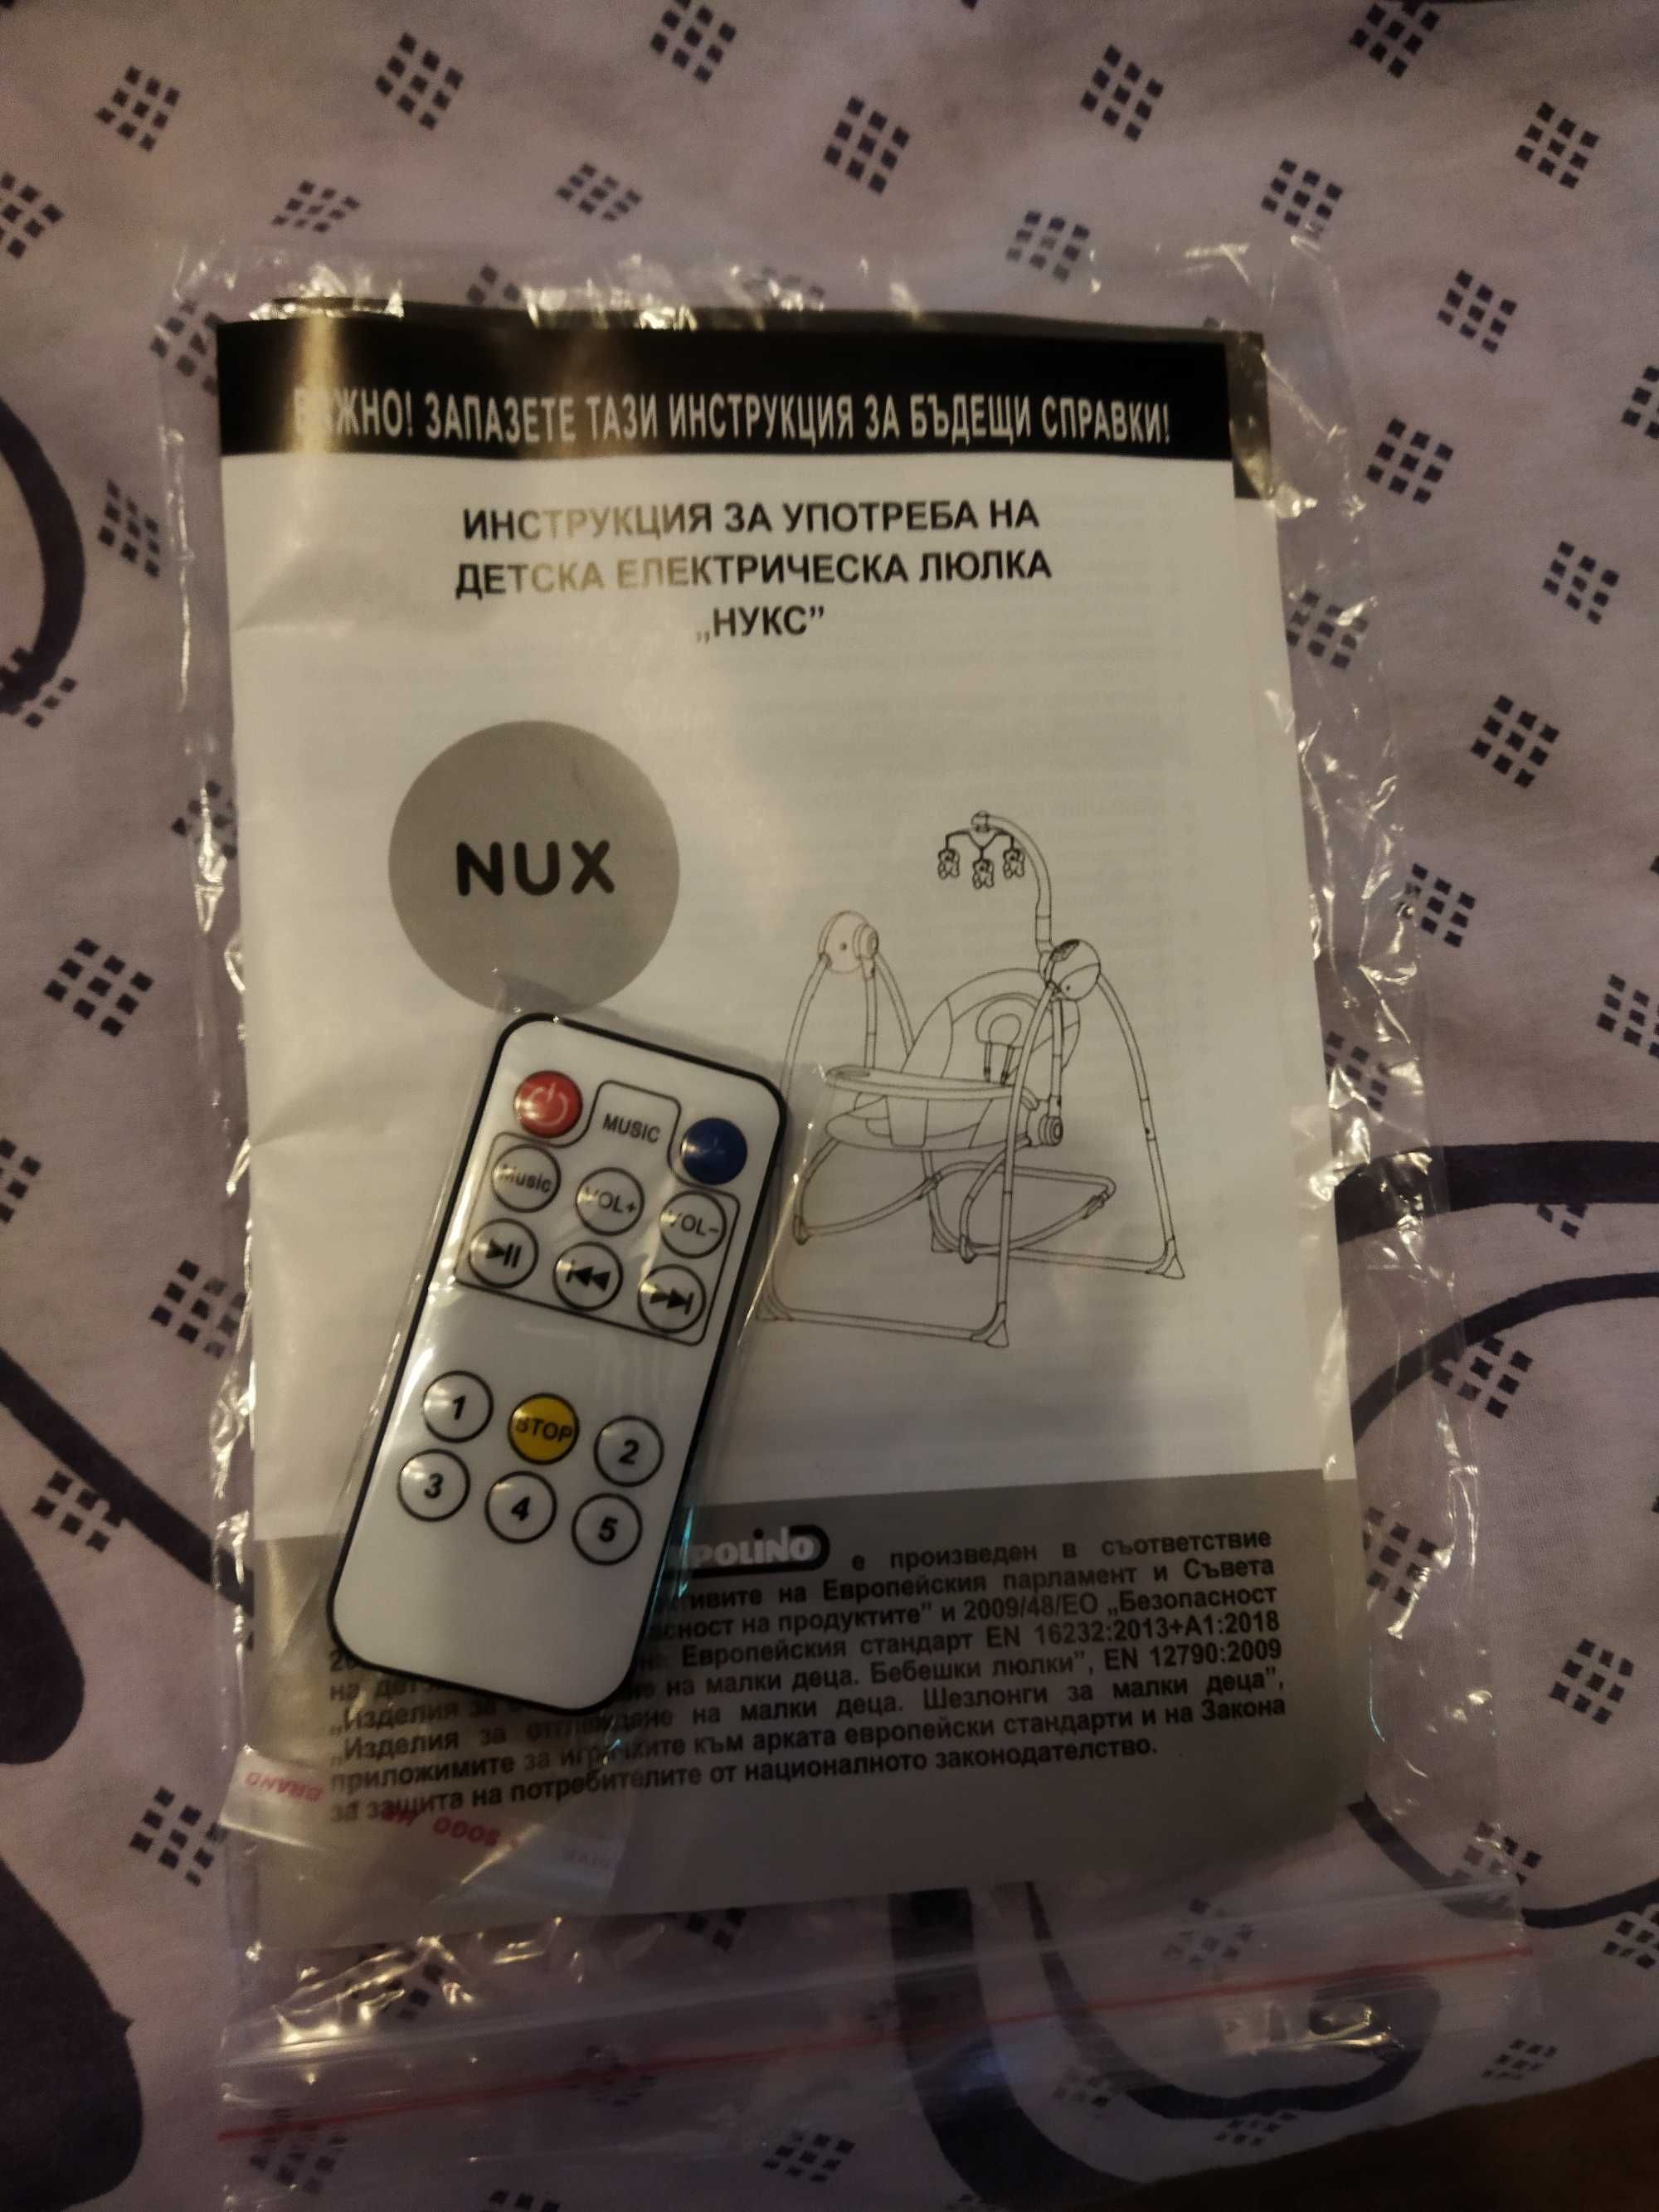 ВАЖНО! ЗАПАЗЕТЕ ТАЗИ ИНСТРУКЦИЯ ЗА БЪДЕЩИ СПРАВКИ!
ИНСТРУКЦИЯ ЗА УПОТРЕБА НА
ДЕТСКА ЕЛЕКТРИЧЕСКА ЛЮЛКА
„НУКС”
NUX
MUSIC
Music VOL+ VOL-
1 STOP 2
3 4 5
е произведен в съответствие
на Европейския парламент и Съвета
на продуктите” и 2009/48/ЕО „Безопасност
Европейския стандарт EN 16232:2013+A1:2018
на малки деца. Бебешки люлки”, EN 12790:2009
„Изделия за на малки деца. Шезлонги за малки деца”,
„Изделия за отглеждане
приложимите за играчките към арката европейски стандарти и на Закона
за защита на потребителите от националното законодателство.
BRAND